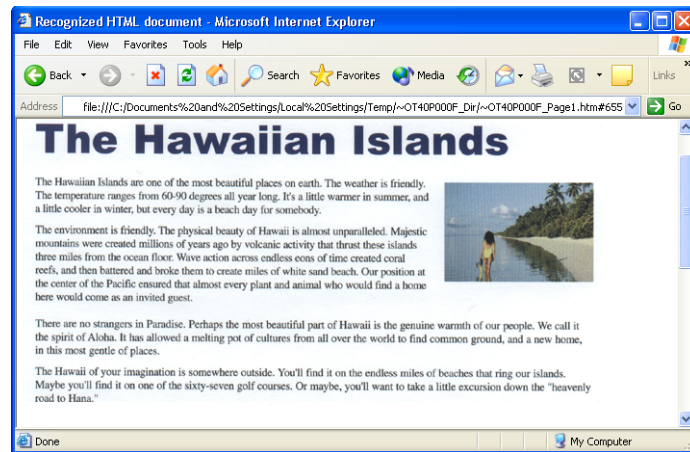 Recognized HTML document - Microsoft Internet Explorer
File Edit View Favorites Tools Help
Back Search Favorites Media Links »
Address file:///C:/Documents%20and%20Settings/Local%20Settings/Temp/~OT40P000F_Dir/~OT40P000F_Page1.htm#655 Go
The Hawaiian Islands
The Hawaiian Islands are one of the most beautiful places on earth. The weather is friendly.
The temperature ranges from 60-90 degrees all year long. It's a little warmer in summer, and
a little cooler in winter, but every day is a beach day for somebody.
The environment is friendly. The physical beauty of Hawaii is almost unparalleled. Majestic
mountains were created millions of years ago by volcanic activity that thrust these islands
three miles from the ocean floor. Wave action across endless eons of time created coral
reefs, and then battered and broke them to create miles of white sand beach. Our position at
the center of the Pacific ensured that almost every plant and animal who would find a home
here would come as an invited guest.
There are no strangers in Paradise. Perhaps the most beautiful part of Hawaii is the genuine warmth of our people. We call it
the spirit of Aloha. It has allowed a melting pot of cultures from all over the world to find common ground, and a new home,
in this most gentle of places.
The Hawaii of your imagination is somewhere outside. You'll find it on the endless miles of beaches that ring our islands.
Maybe you'll find it on one of the sixty-seven golf courses. Or maybe, you'll want to take a little excursion down the "heavenly
road to Hana."
Done My Computer